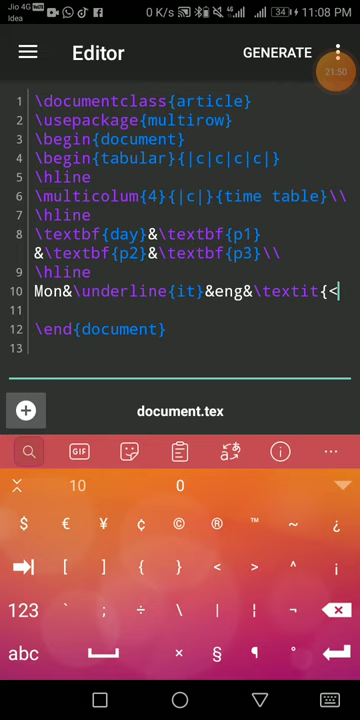 Jio 4G
Idea
0 K/s
34
11:08 PM
Editor
GENERATE
21:50
1 \documentclass{article}
2 \usepackage{multirow}
3 \begin{document}
4 \begin{tabular}{|c|c|c|c|}
5 \hline
6 \multicolum{4}{|c|}{time table}\\
7 \hline
8 \textbf{day}&\textbf{p1}
&\textbf{p2}&\textbf{p3}\\
9 \hline
10 Mon&\underline{it}&eng&\textit{<
11
12 \end{document}
13
document.tex
GIF
10 0
$ € ¥ ¢ © ® ™ ~ ¿
[ ] { } < > ^ ¡
123 ` ; ÷ \ | ¦ ¬
abc × § ¶ °